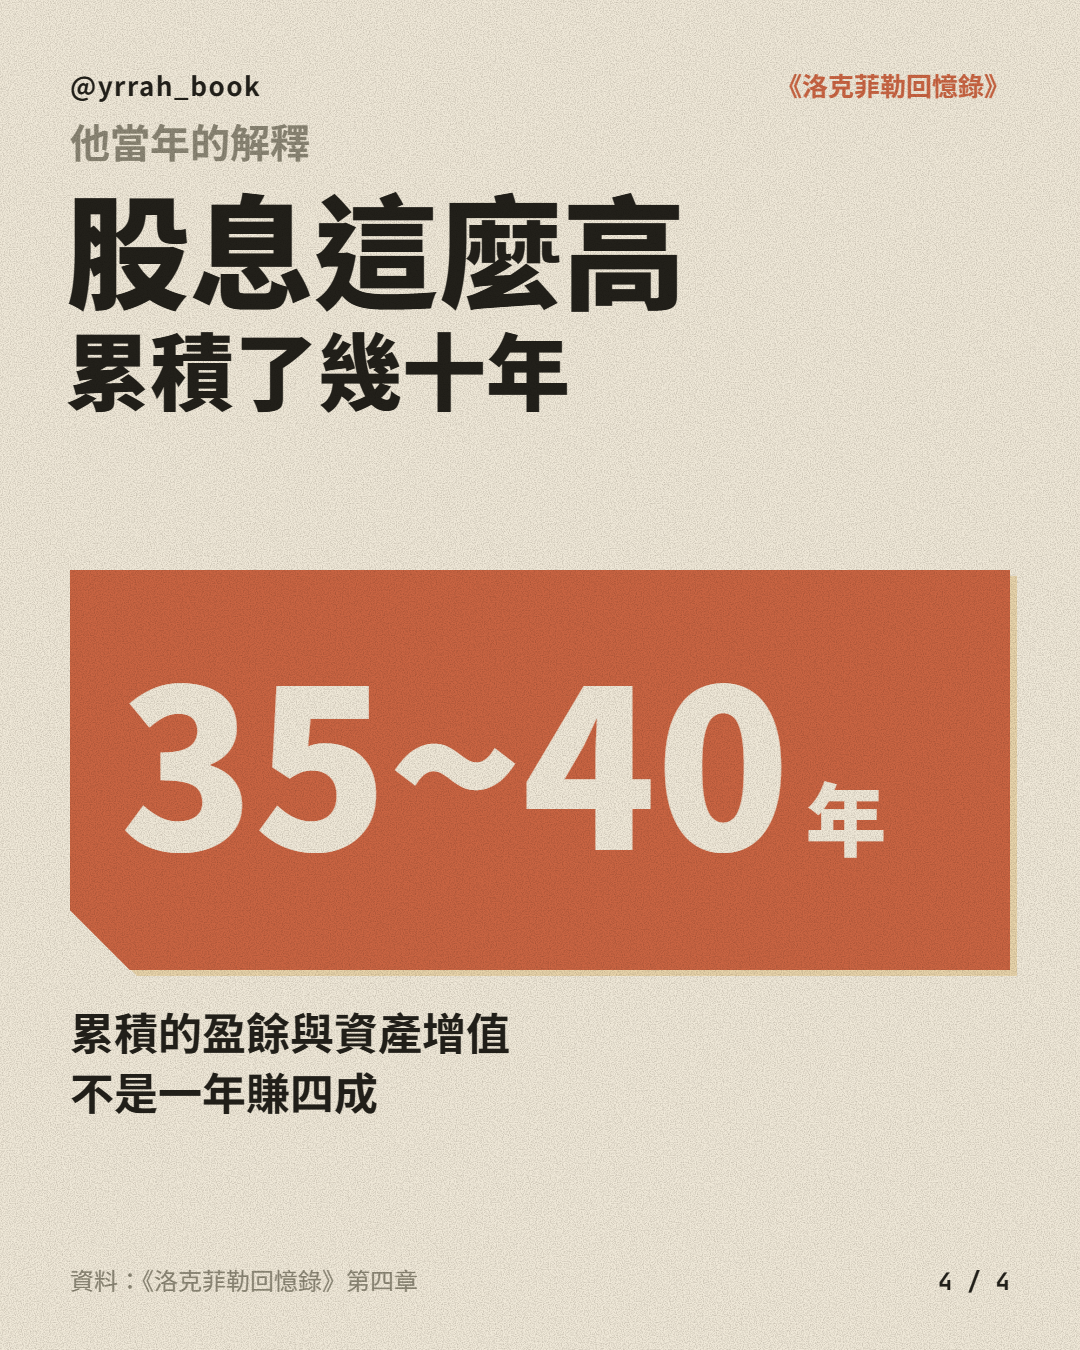 @yrrah_book
《洛克菲勒回憶錄》
他當年的解釋
股息這麼高
累積了幾十年
35~40年
累積的盈餘與資產增值
不是一年賺四成
資料：《洛克菲勒回憶錄》第四章
4 / 4